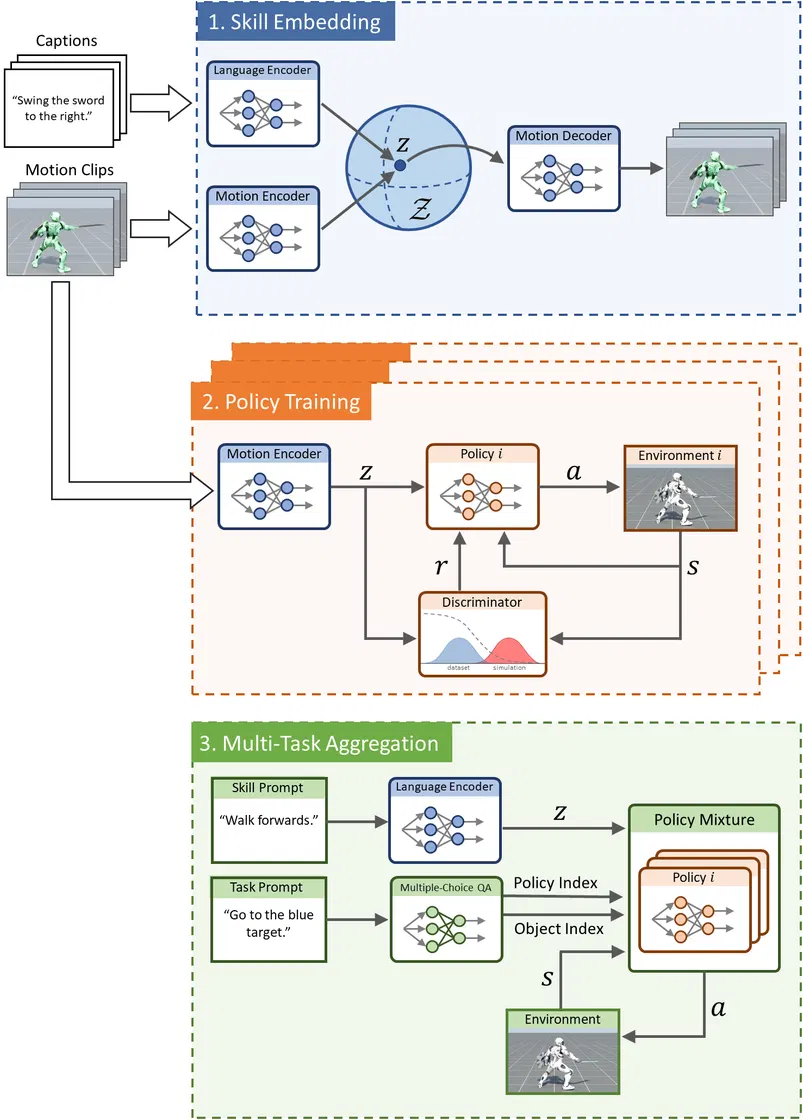 1. Skill Embedding
Captions
“Swing the sword
to the right.”
Motion Clips
Language Encoder
Motion Encoder
z
𝒵
Motion Decoder
2. Policy Training
Motion Encoder
z
Policy i
a
Environment i
r
s
Discriminator
dataset
simulation
3. Multi-Task Aggregation
Skill Prompt
“Walk forwards.”
Language Encoder
z
Policy Mixture
Policy i
Task Prompt
“Go to the blue
target.”
Multiple-Choice QA
Policy Index
Object Index
s
a
Environment